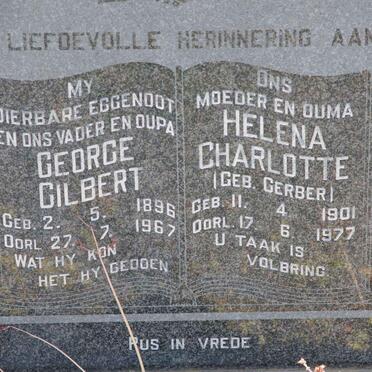 LIEFDEVOLLE HERINNERING AAN
MY
DIERBARE EGGENOOT
EN ONS VADER EN OUPA
GEORGE
GILBERT
GEB. 2. 5. 1896
OORL. 27. 7. 1967
WAT HY KON
HET HY GEDOEN
ONS
MOEDER EN OUMA
HELENA
CHARLOTTE
(GEB. GERBER)
GEB. 11. 4. 1901
OORL. 17. 6. 1977
U TAAK IS
VOLBRING
RUS IN VREDE